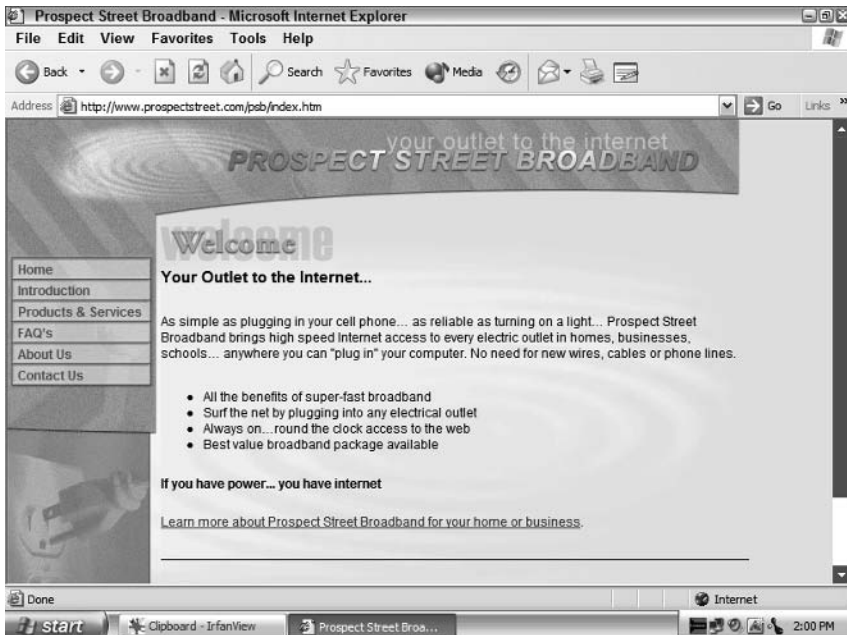 Prospect Street Broadband - Microsoft Internet Explorer
File Edit View Favorites Tools Help
Back Search Favorites Media
Address http://www.prospectstreet.com/psb/index.htm Go Links »
your outlet to the internet
PROSPECT STREET BROADBAND
welcome
Welcome
Home
Introduction
Products & Services
FAQ's
About Us
Contact Us
Your Outlet to the Internet...
As simple as plugging in your cell phone... as reliable as turning on a light... Prospect Street
Broadband brings high speed Internet access to every electric outlet in homes, businesses,
schools... anywhere you can "plug in" your computer. No need for new wires, cables or phone lines.
• All the benefits of super-fast broadband
• Surf the net by plugging into any electrical outlet
• Always on...round the clock access to the web
• Best value broadband package available
If you have power... you have internet
Learn more about Prospect Street Broadband for your home or business.
Done Internet
start Clipboard - IrfanView Prospect Street Broa... 2:00 PM